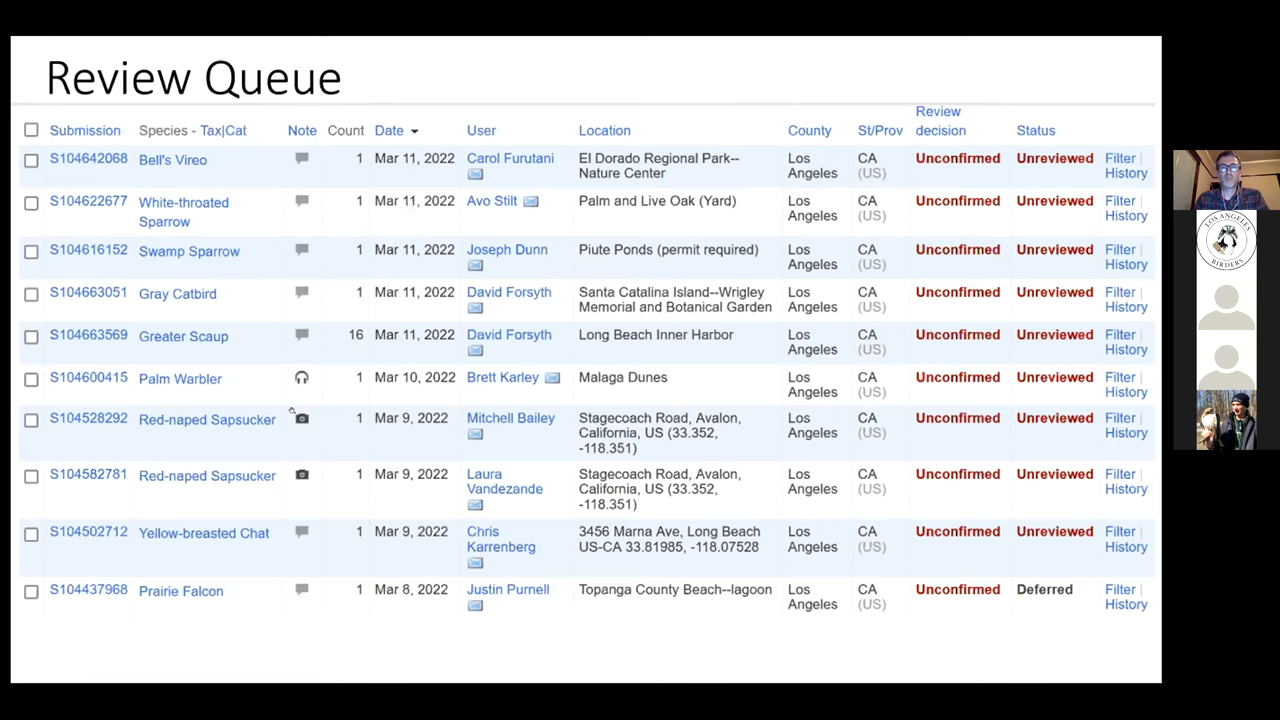 Review Queue
Submission Species - Tax|Cat Note Count Date User Location County St/Prov Review decision Status
S104642068 Bell's Vireo 1 Mar 11, 2022 Carol Furutani El Dorado Regional Park--Nature Center Los Angeles CA (US) Unconfirmed Unreviewed Filter | History
S104622677 White-throated Sparrow 1 Mar 11, 2022 Avo Stilt Palm and Live Oak (Yard) Los Angeles CA (US) Unconfirmed Unreviewed Filter | History
S104616152 Swamp Sparrow 1 Mar 11, 2022 Joseph Dunn Piute Ponds (permit required) Los Angeles CA (US) Unconfirmed Unreviewed Filter | History
S104663051 Gray Catbird 1 Mar 11, 2022 David Forsyth Santa Catalina Island--Wrigley Memorial and Botanical Garden Los Angeles CA (US) Unconfirmed Unreviewed Filter | History
S104663569 Greater Scaup 16 Mar 11, 2022 David Forsyth Long Beach Inner Harbor Los Angeles CA (US) Unconfirmed Unreviewed Filter | History
S104600415 Palm Warbler 1 Mar 10, 2022 Brett Karley Malaga Dunes Los Angeles CA (US) Unconfirmed Unreviewed Filter | History
S104528292 Red-naped Sapsucker 1 Mar 9, 2022 Mitchell Bailey Stagecoach Road, Avalon, California, US (33.352, -118.351) Los Angeles CA (US) Unconfirmed Unreviewed Filter | History
S104582781 Red-naped Sapsucker 1 Mar 9, 2022 Laura Vandezande Stagecoach Road, Avalon, California, US (33.352, -118.351) Los Angeles CA (US) Unconfirmed Unreviewed Filter | History
S104502712 Yellow-breasted Chat 1 Mar 9, 2022 Chris Karrenberg 3456 Marna Ave, Long Beach US-CA 33.81985, -118.07528 Los Angeles CA (US) Unconfirmed Unreviewed Filter | History
S104437968 Prairie Falcon 1 Mar 8, 2022 Justin Purnell Topanga County Beach--lagoon Los Angeles CA (US) Unconfirmed Deferred Filter | History
LOS ANGELES
BIRDERS